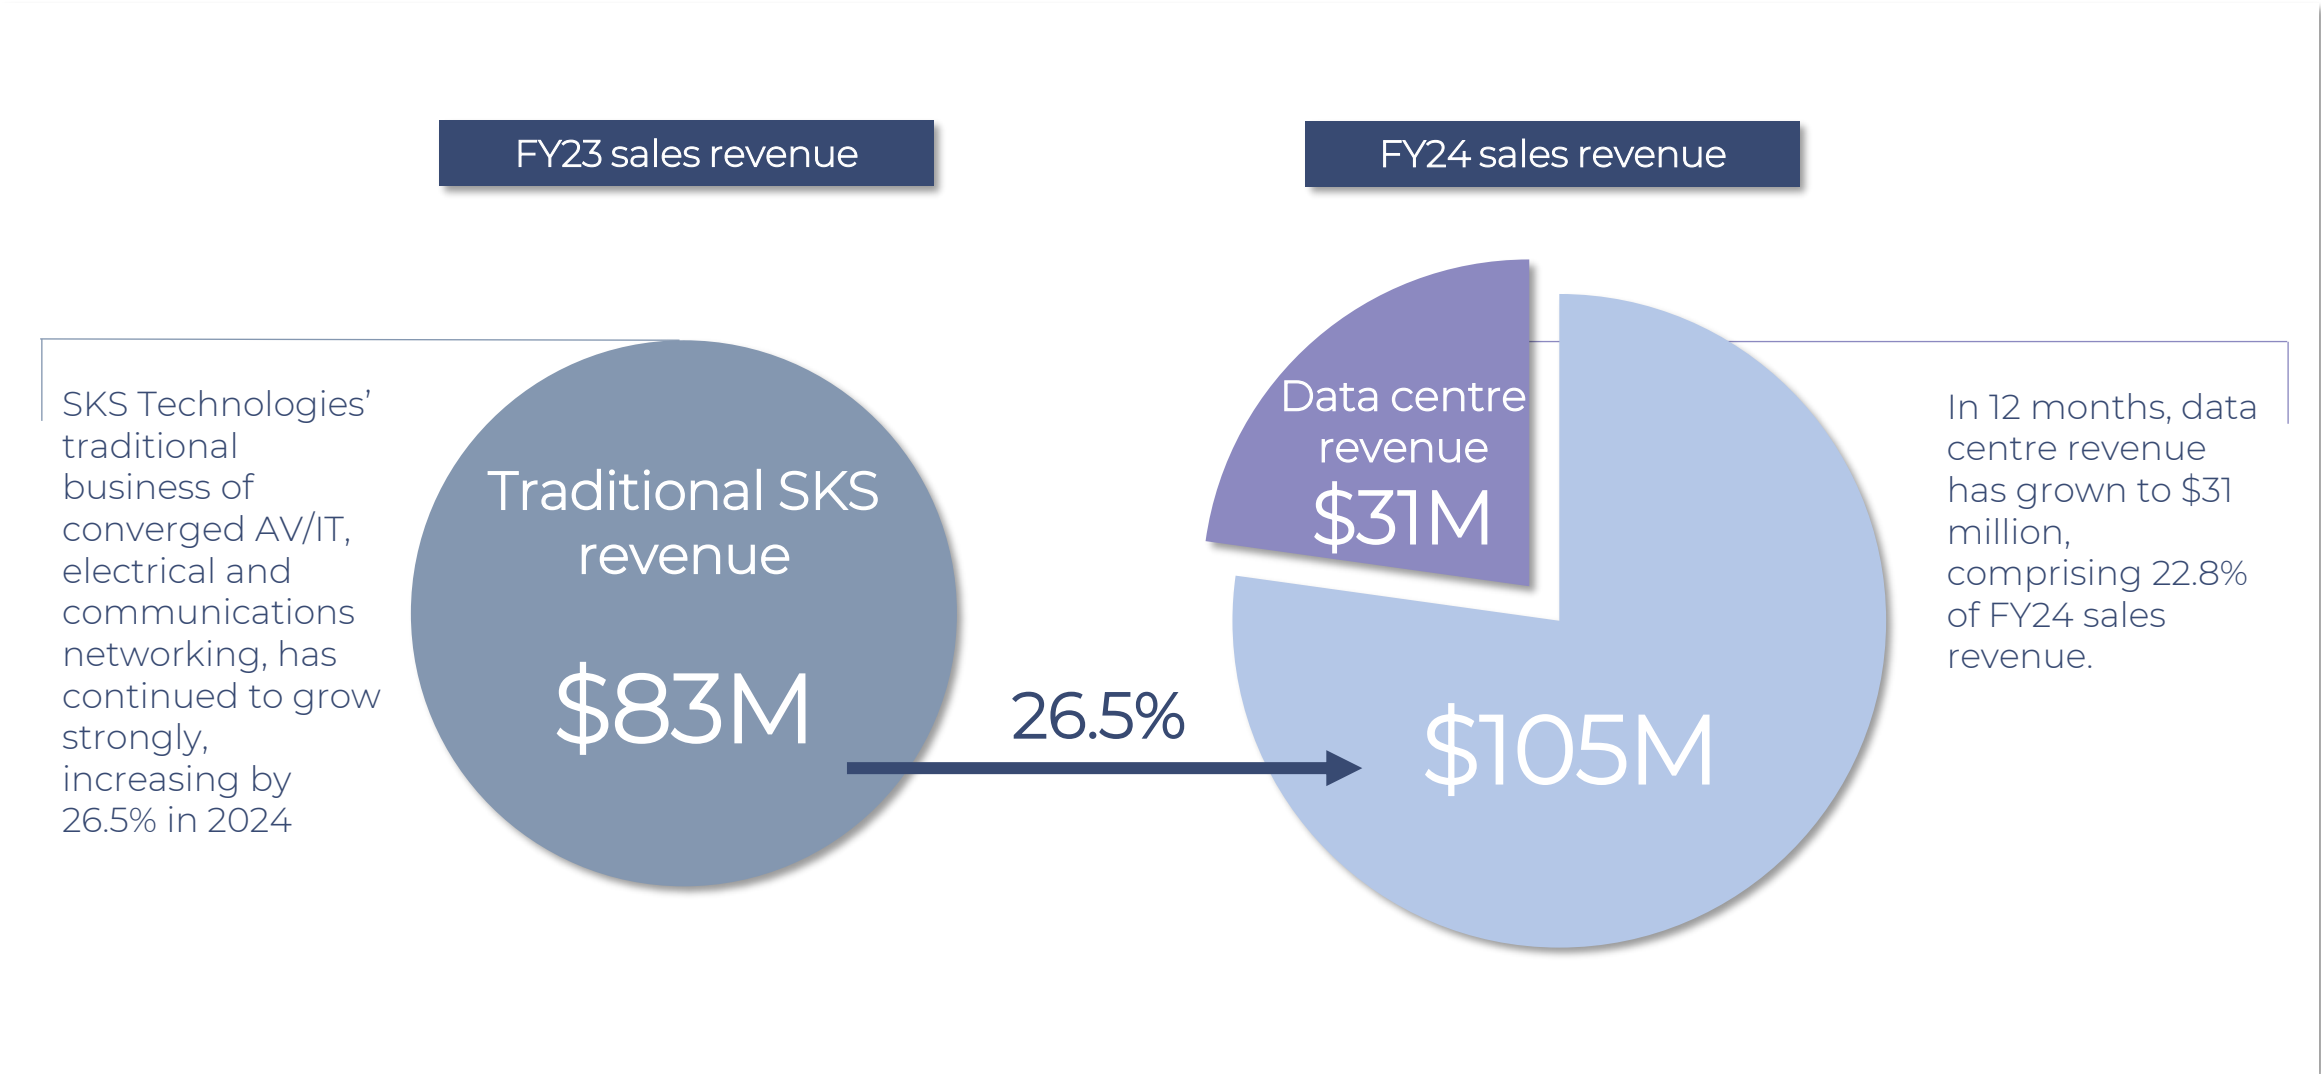 FY23 sales revenue
FY24 sales revenue
SKS Technologies’
traditional
business of
converged AV/IT,
electrical and
communications
networking, has
continued to grow
strongly,
increasing by
26.5% in 2024
Traditional SKS
revenue
$83M
26.5%
Data centre
revenue
$31M
$105M
In 12 months, data
centre revenue
has grown to $31
million,
comprising 22.8%
of FY24 sales
revenue.